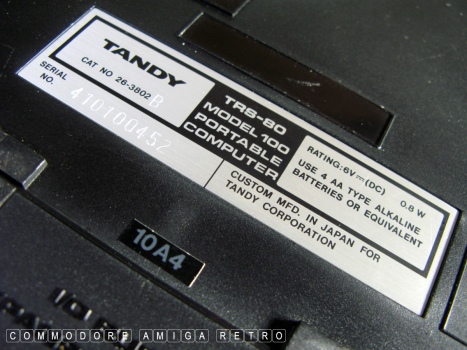 TANDY
CAT NO 26-3802B
SERIAL
NO.
410100452
TRS-80
MODEL 100
PORTABLE
COMPUTER
RATING:6V⎓(DC) 0.8 W
USE 4 AA TYPE ALKALINE
BATTERIES OR EQUIVALENT
CUSTOM MFD. IN JAPAN FOR
TANDY CORPORATION
10A4
COMMODORE AMIGA RETRO